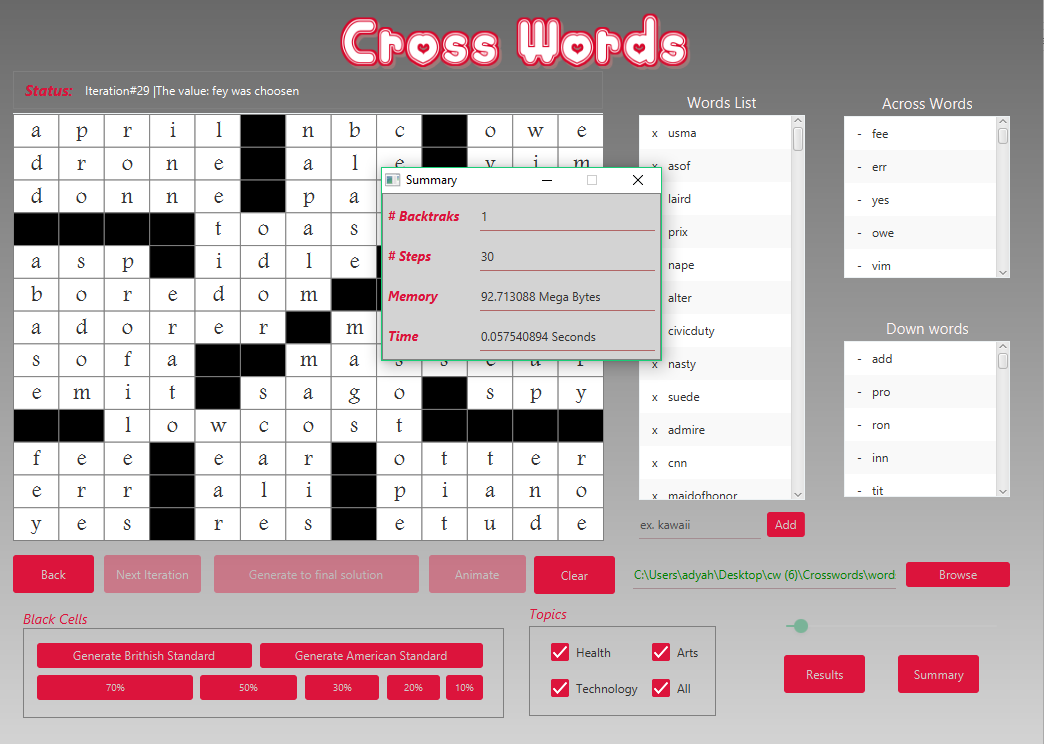 Cross Words
Status: Iteration#29 |The value: fey was choosen
a p r i l n b c o w e
d r o n e a l e v i m
d o n n e p a
t o a s
a s p i d l e
b o r e d o m
a d o r e r m
s o f a m a s s e u r
e m i t s a g o s p y
l o w c o s t
f e e e a r o t t e r
e r r a l i p i a n o
y e s r e s e t u d e
Summary
# Backtraks 1
# Steps 30
Memory 92.713088 Mega Bytes
Time 0.057540894 Seconds
Words List
x usma
x asof
laird
prix
nape
alter
civicduty
x nasty
x suede
x admire
x cnn
x maidofhonor
ex. kawaii Add
Across Words
- fee
- err
- yes
- owe
- vim
Down words
- add
- pro
- ron
- inn
- tit
Back Next Iteration Generate to final solution Animate Clear
C:\Users\adyah\Desktop\cw (6)\Crosswords\word Browse
Black Cells
Generate Brithish Standard Generate American Standard
70% 50% 30% 20% 10%
Topics
Health Arts
Technology All
Results Summary